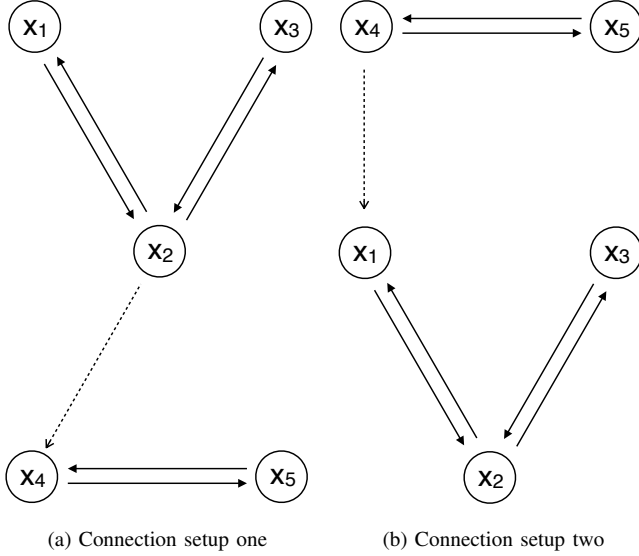 x1 x3
x2
x4 x5
(a) Connection setup one
x4 x5
x1 x3
x2
(b) Connection setup two